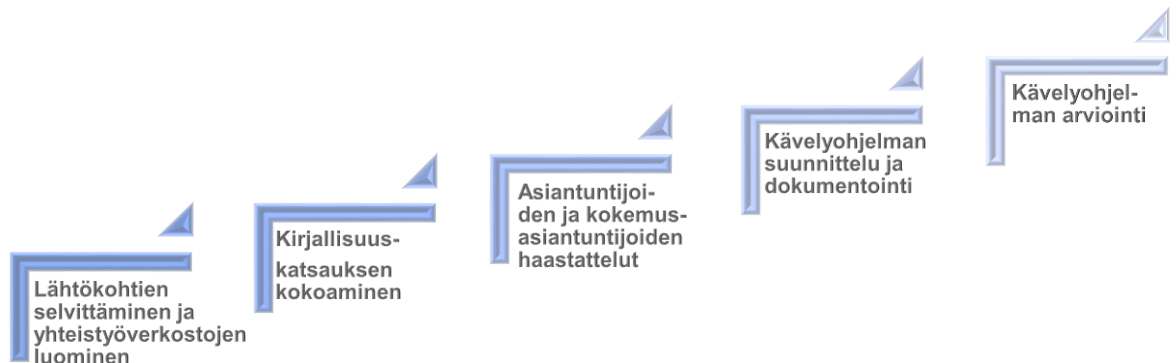 Lähtökohtien
selvittäminen ja
yhteistyöverkostojen
luominen
Kirjallisuus-
katsauksen
kokoaminen
Asiantuntijoi-
den ja kokemus-
asiantuntijoiden
haastattelut
Kävelyohjelman
suunnittelu ja
dokumentointi
Kävelyohjel-
man arviointi